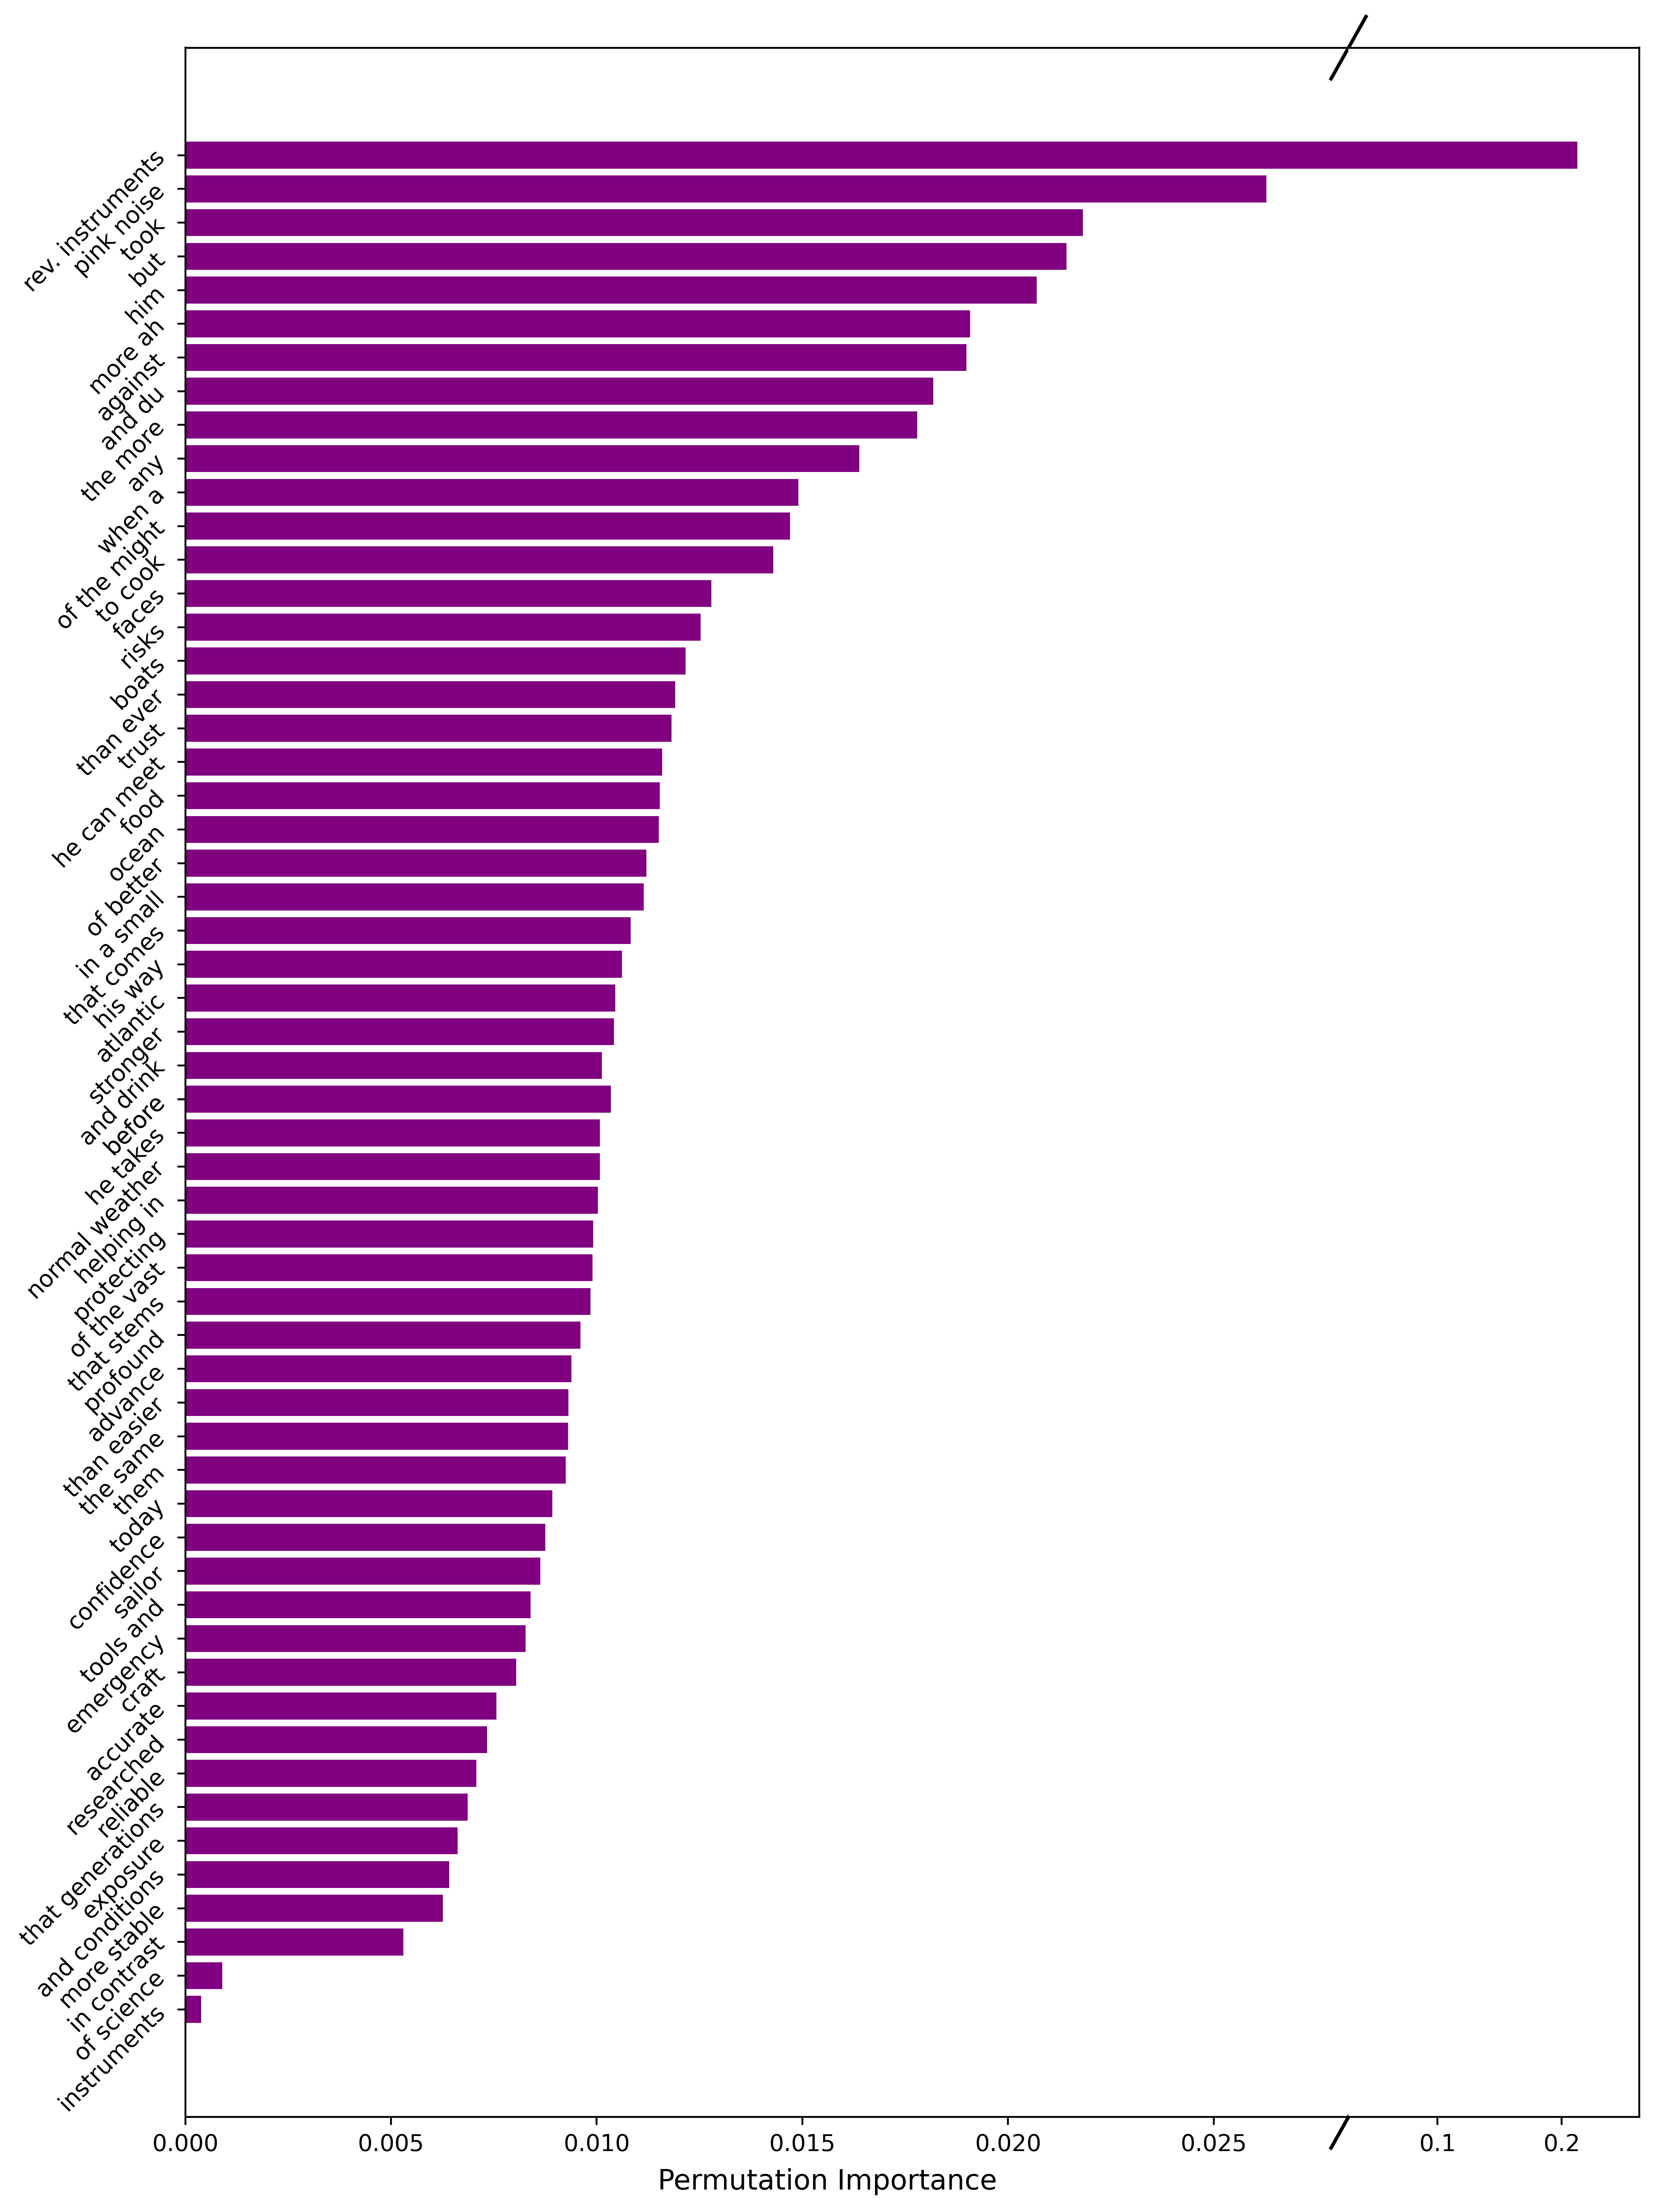 rev. instruments
pink noise
took
but
him
more ah
against
and du
the more
any
when a
of the might
to cook
faces
risks
boats
than ever
trust
he can meet
food
ocean
of better
in a small
that comes
his way
atlantic
stronger
and drink
before
he takes
normal weather
helping in
protecting
of the vast
that stems
profound
advance
than easier
the same
them
today
confidence
sailor
tools and
emergency
craft
accurate
researched
reliable
that generations
exposure
and conditions
more stable
in contrast
of science
instruments
0.000 0.005 0.010 0.015 0.020 0.025 0.1 0.2
Permutation Importance